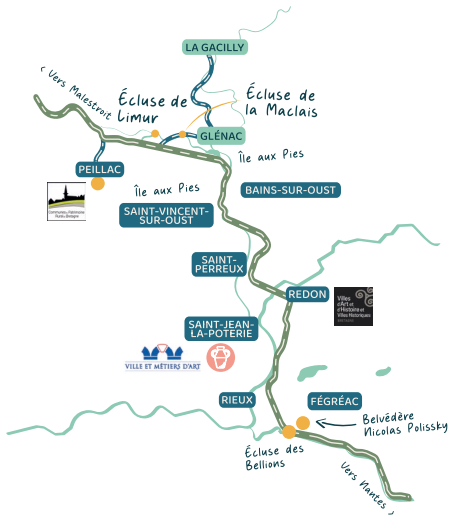 LA GACILLY
Vers Malestroit
Écluse de
Limur
Écluse de
la Maclais
GLÉNAC
Île aux Pies
PEILLAC
Île aux Pies
BAINS-SUR-OUST
SAINT-VINCENT-
SUR-OUST
SAINT-
PERREUX
REDON
Villes
d'Art et
d'Histoire et
Villes Historiques
SAINT-JEAN-
LA-POTERIE
VILLE ET MÉTIERS D'ART
RIEUX
FÉGRÉAC
Belvédère
Nicolas Polissky
Écluse des
Bellions
Vers Nantes